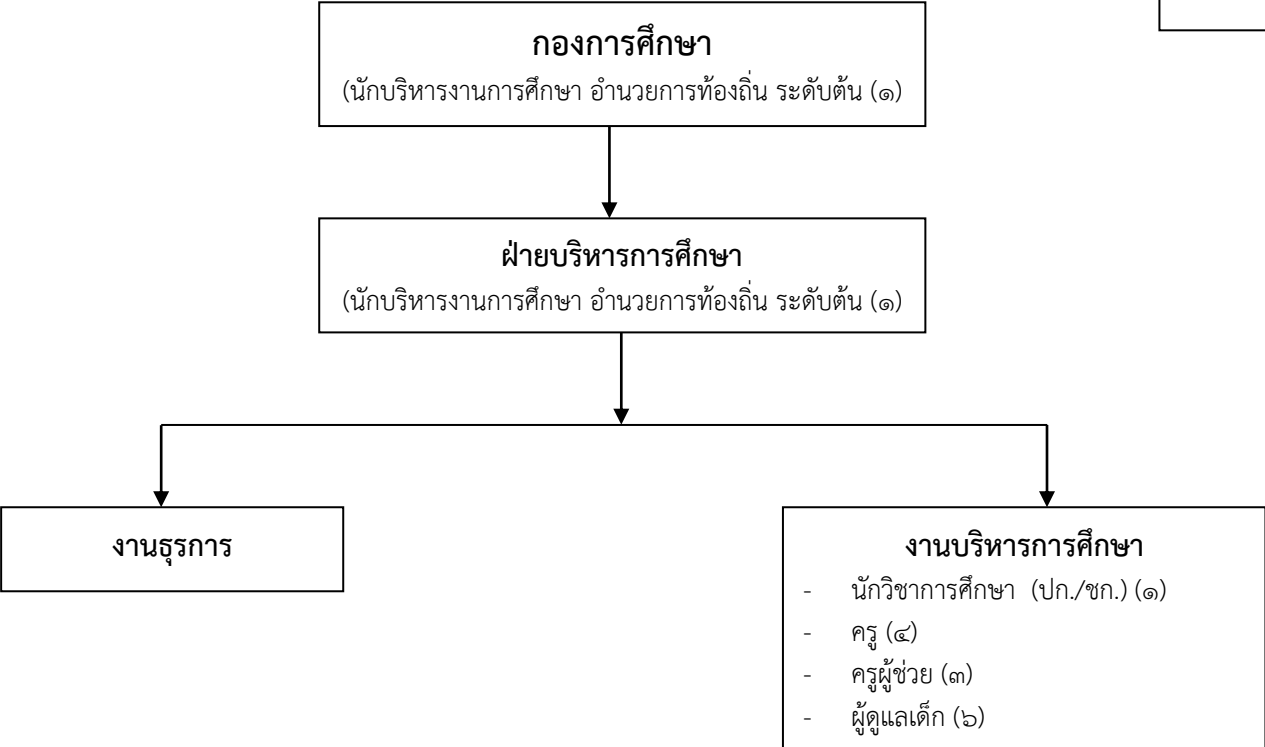 กองการศึกษา
(นักบริหารงานการศึกษา อำนวยการท้องถิ่น ระดับต้น (๑)
ฝ่ายบริหารการศึกษา
(นักบริหารงานการศึกษา อำนวยการท้องถิ่น ระดับต้น (๑)
งานธุรการ
งานบริหารการศึกษา
- นักวิชาการศึกษา (ปก./ชก.) (๑)
- ครู (๔)
- ครูผู้ช่วย (๓)
- ผู้ดูแลเด็ก (๖)